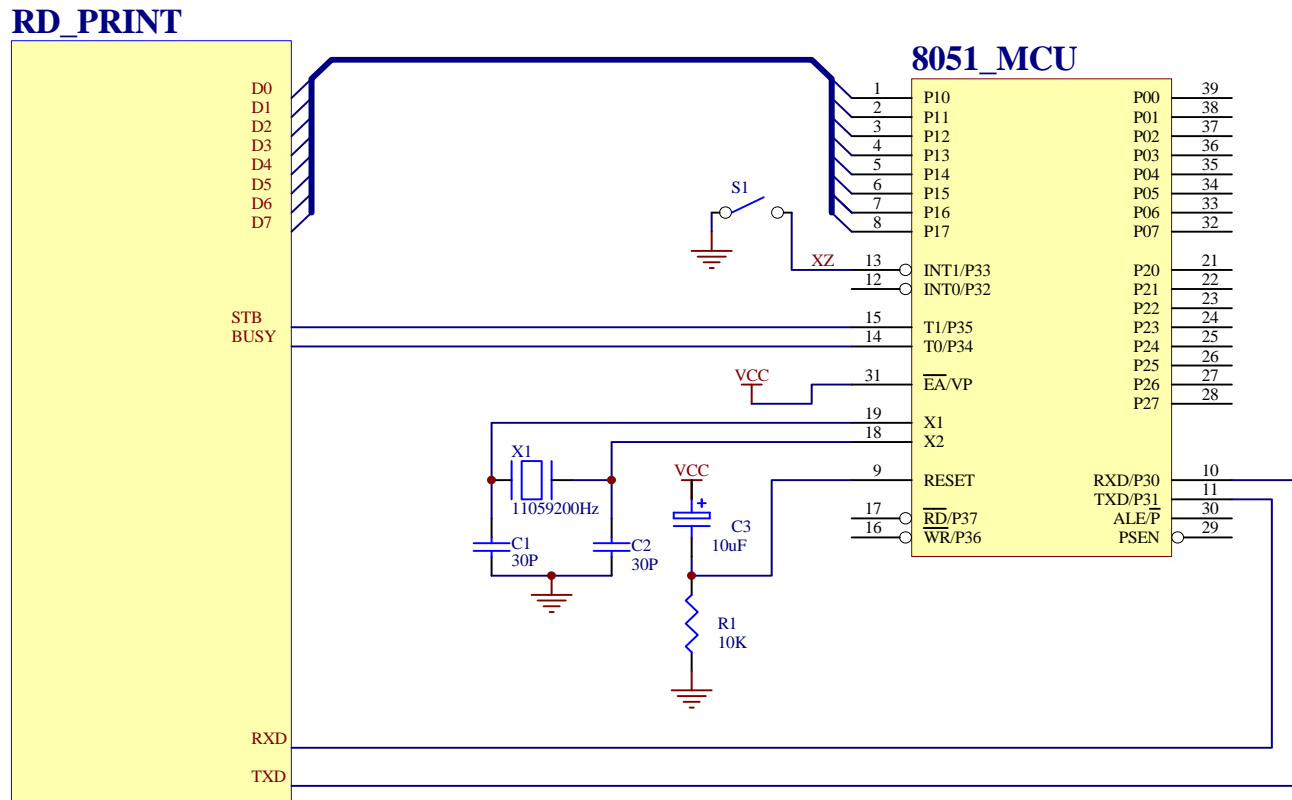 RD_PRINT
8051_MCU
D0
D1
D2
D3
D4
D5
D6
D7
STB
BUSY
RXD
TXD
S1
XZ
VCC
X1
11059200Hz
C1
30P
C2
30P
VCC
+
C3
10uF
R1
10K
1 P10
2 P11
3 P12
4 P13
5 P14
6 P15
7 P16
8 P17
13 INT1/P33
12 INT0/P32
15 T1/P35
14 T0/P34
31 EA/VP
19 X1
18 X2
9 RESET
17 RD/P37
16 WR/P36
P00 39
P01 38
P02 37
P03 36
P04 35
P05 34
P06 33
P07 32
P20 21
P21 22
P22 23
P23 24
P24 25
P25 26
P26 27
P27 28
RXD/P30 10
TXD/P31 11
ALE/P 30
PSEN 29